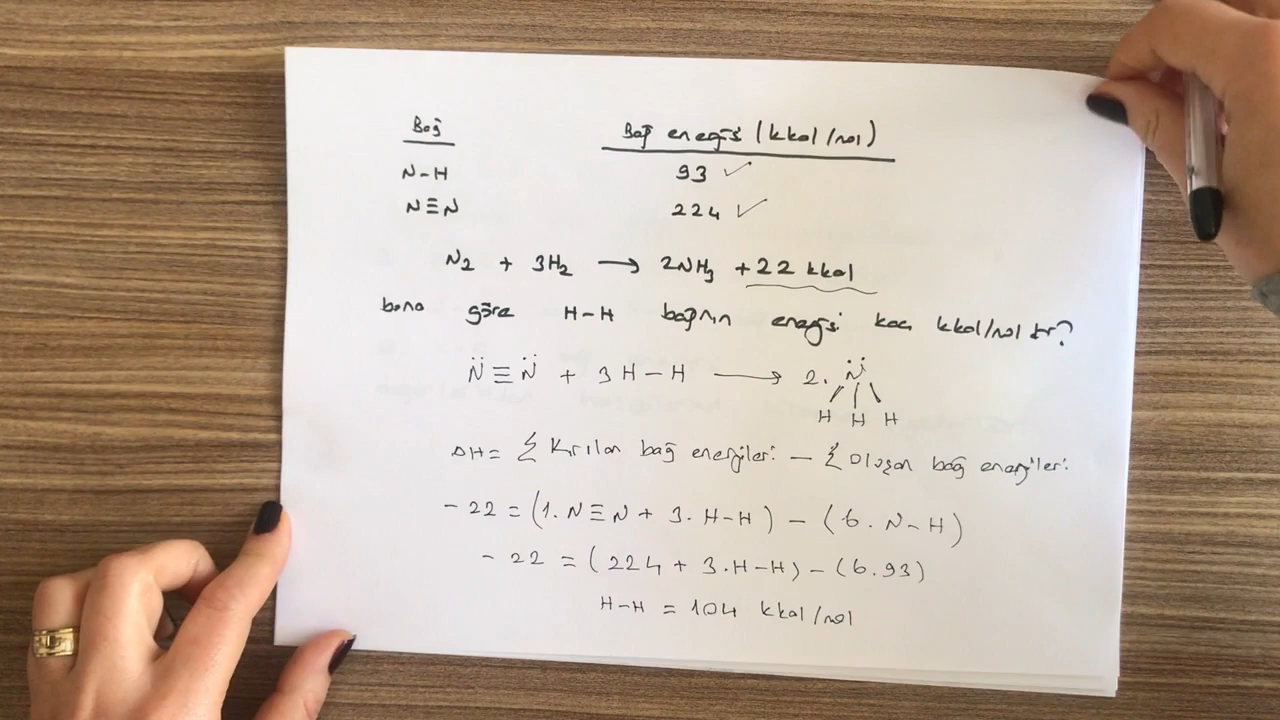 Bağ Bağ enerjisi (kkal/mol)
N-H 93 ✓
N≡N 224 ✓
N₂ + 3H₂ → 2NH₃ + 22 kkal
buna göre H-H bağının enerjisi kaç kkal/mol dür?
N̈≡N̈ + 3 H-H → 2. N̈
H H H
ΔH = Σ Kırılan bağ enerjileri − Σ Oluşan bağ enerjileri
- 22 = (1. N≡N + 3. H-H) − (6. N-H)
- 22 = (224 + 3.H-H) − (6.93)
H-H = 104 kkal/mol